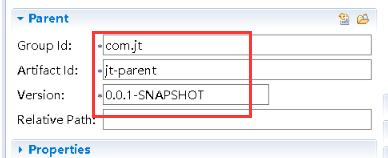 Parent
Group Id: com.jt
Artifact Id: jt-parent
Version: 0.0.1-SNAPSHOT
Relative Path:
Properties